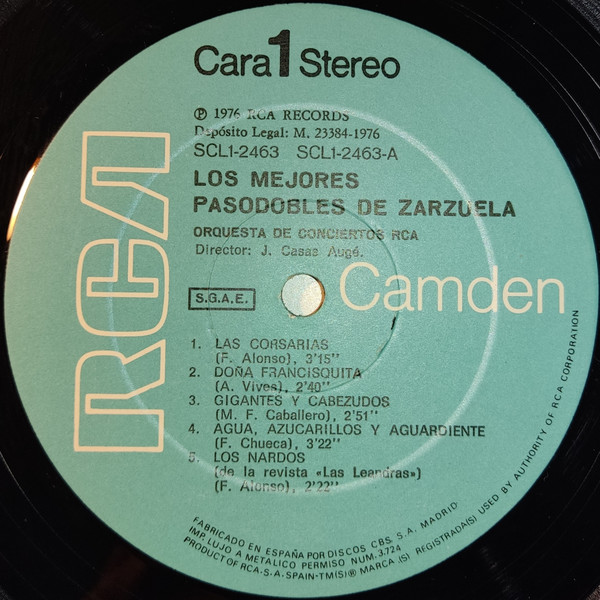 Cara 1 Stereo
℗ 1976 RCA RECORDS
Depósito Legal: M. 23384-1976
SCL1-2463 SCL1-2463-A
LOS MEJORES
PASODOBLES DE ZARZUELA
ORQUESTA DE CONCIERTOS RCA
Director: J. Casas Augé.
S.G.A.E.
Camden
RCA
1. LAS CORSARIAS
(F. Alonso), 3'15''
2. DOÑA FRANCISQUITA
(A. Vives), 2'40''
3. GIGANTES Y CABEZUDOS
(M. F. Caballero), 2'51''
4. AGUA, AZUCARILLOS Y AGUARDIENTE
(F. Chueca), 3'22''
5. LOS NARDOS
(de la revista «Las Leandras»)
(F. Alonso), 2'22''
FABRICADO EN ESPAÑA POR DISCOS CBS. S.A. MADRID
IMP. LUJO A METALICO PERMISO NUM. 3.724
PRODUCT OF RCA-S.A. SPAIN-TM(S)® MARCA(S) REGISTRADA(S) USED BY AUTHORITY OF RCA CORPORATION